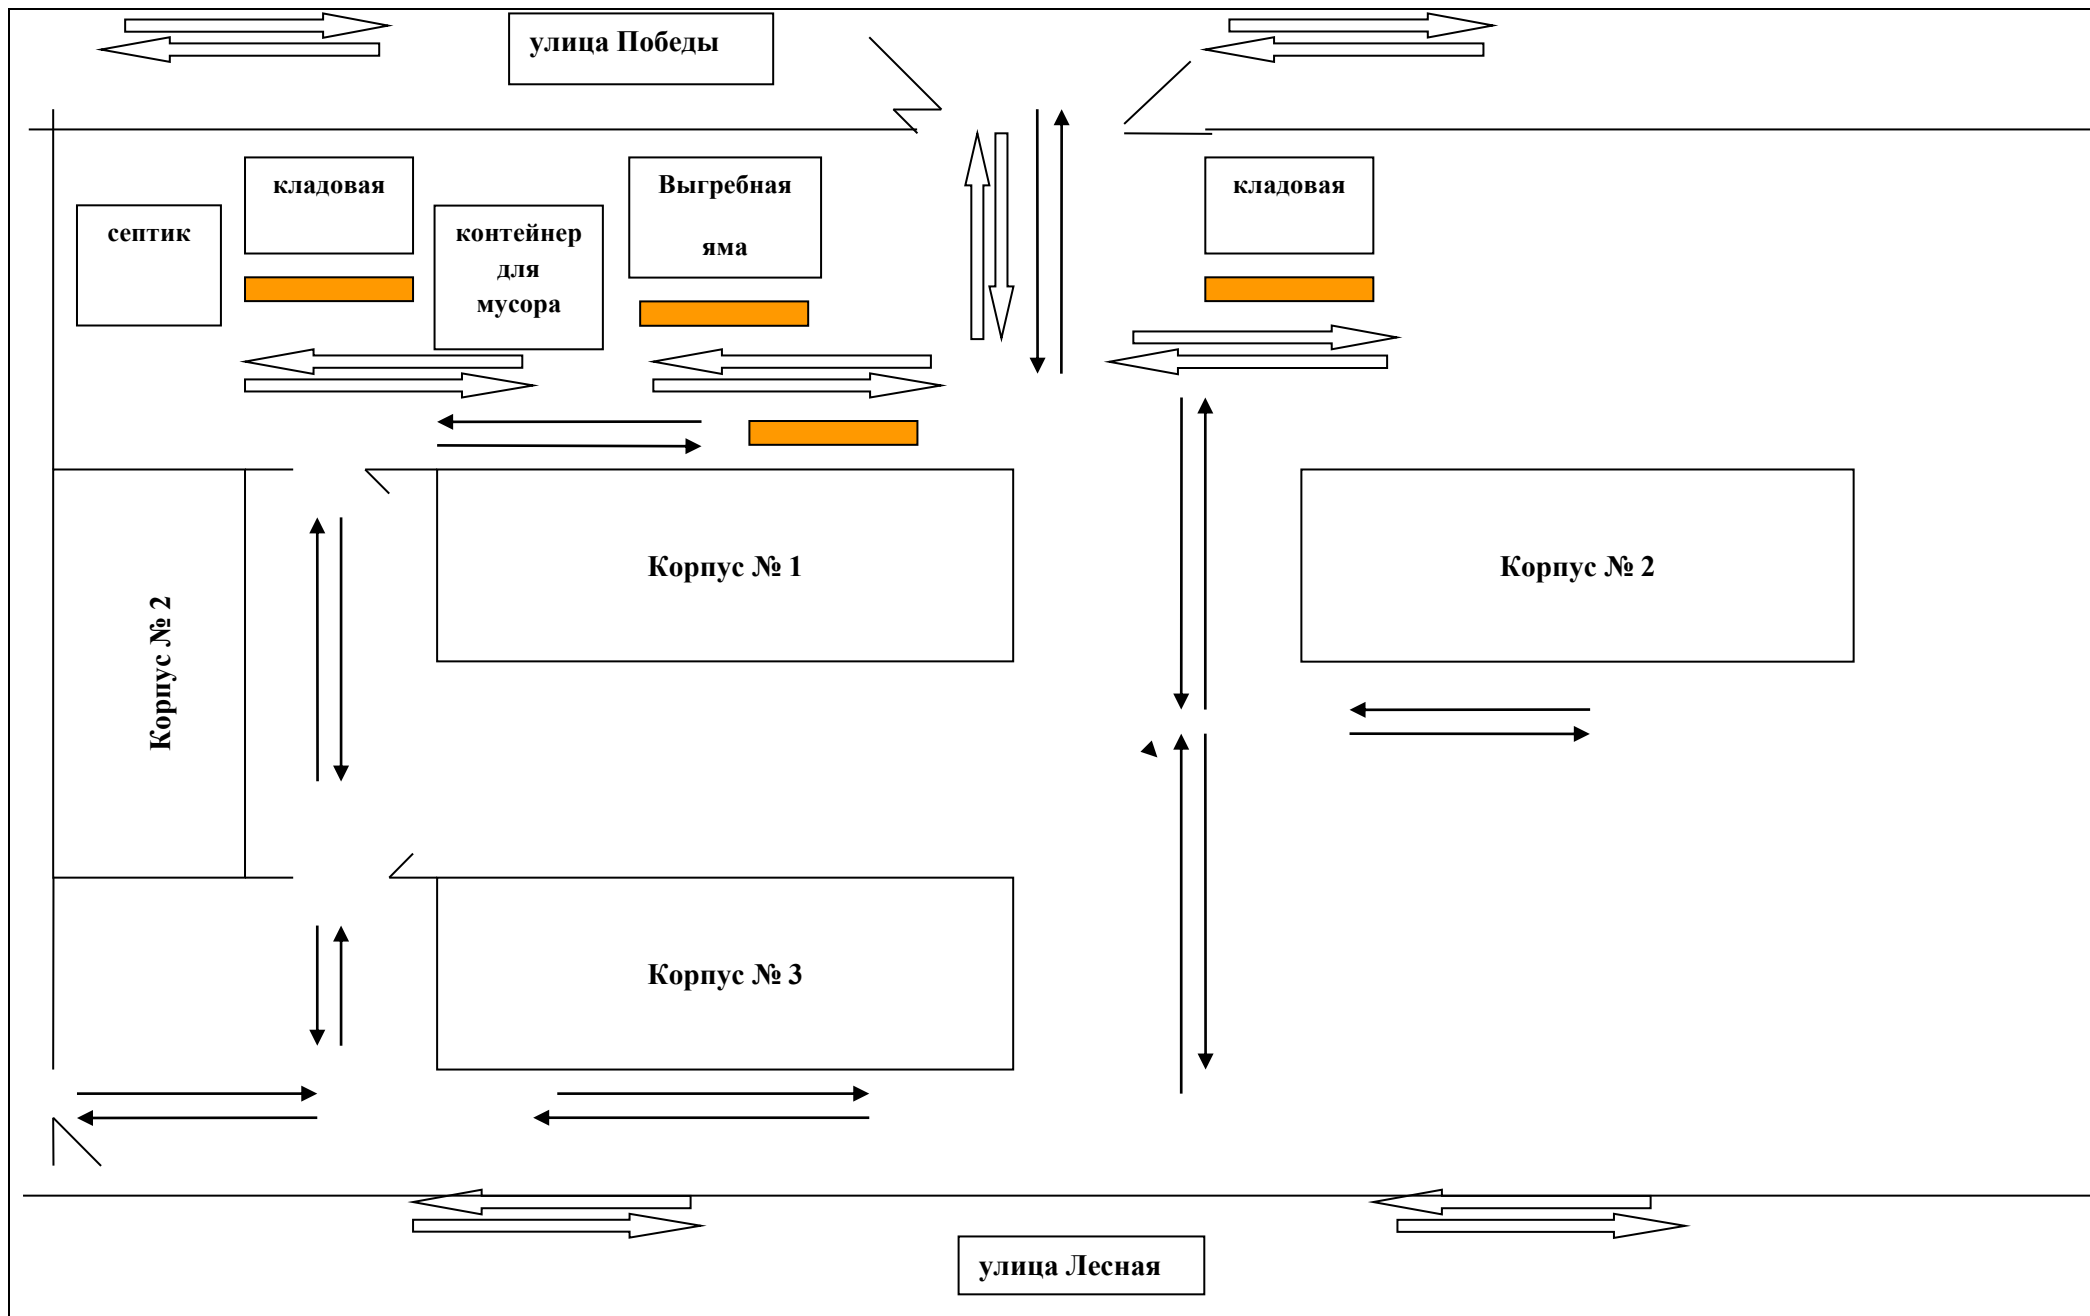 улица Победы
кладовая
Выгребная
яма
кладовая
септик
контейнер
для
мусора
Корпус № 1
Корпус № 2
Корпус № 2
Корпус № 3
улица Лесная